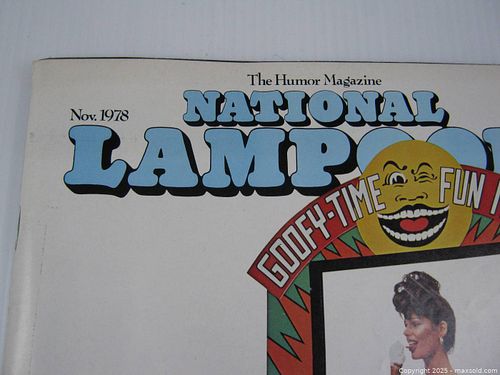 The Humor Magazine
Nov. 1978
NATIONAL
LAMPOO
GOOFY-TIME FUN
Copyright 2025 - maxsold.com